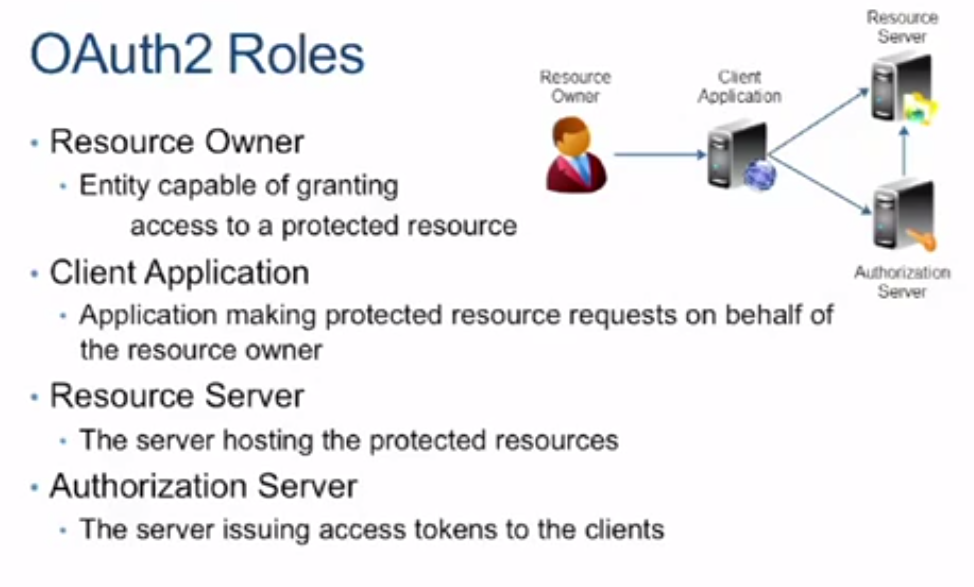 OAuth2 Roles
Resource
Server
Resource
Owner
Client
Application
Authorization
Server
• Resource Owner
• Entity capable of granting
access to a protected resource
• Client Application
• Application making protected resource requests on behalf of
the resource owner
• Resource Server
• The server hosting the protected resources
• Authorization Server
• The server issuing access tokens to the clients